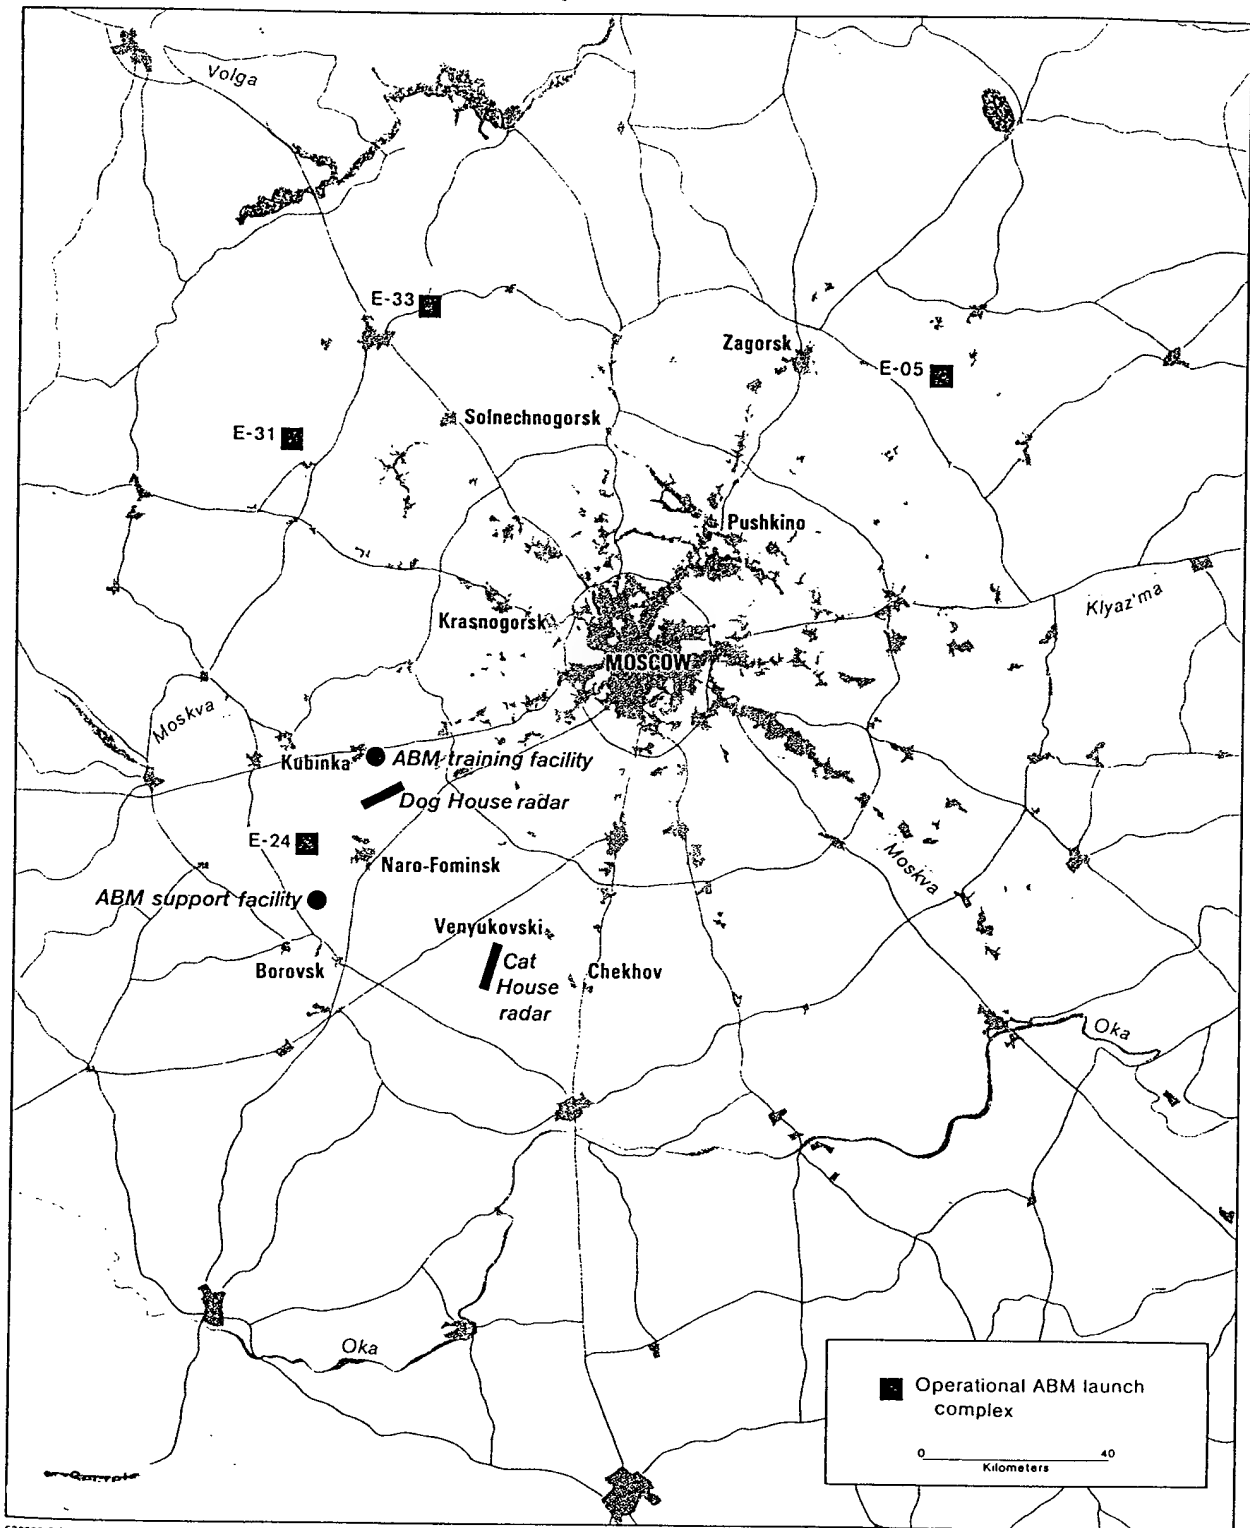 Volga
E-33
Zagorsk
E-05
Solnechnogorsk
E-31
Pushkino
Klyaz'ma
Krasnogorsk
MOSCOW
Moskva
Kubinka
ABM training facility
Dog House radar
E-24
Naro-Fominsk
Moskva
ABM support facility
Venyukovski
Borovsk
Cat
House
radar
Chekhov
Oka
Oka
Operational ABM launch
complex
0 40
Kilometers